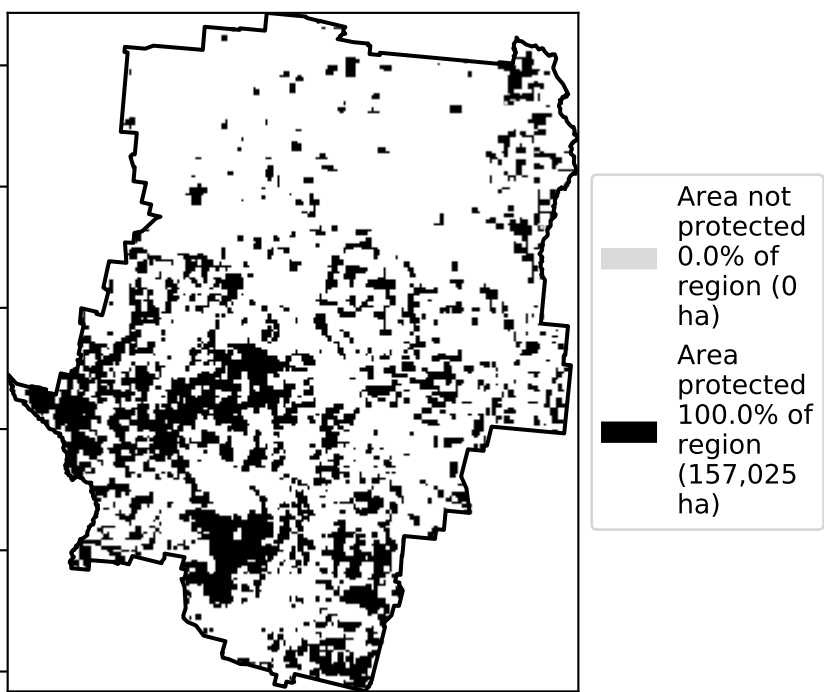 Area not
protected
0.0% of
region (0
ha)
Area
protected
100.0% of
region
(157,025
ha)